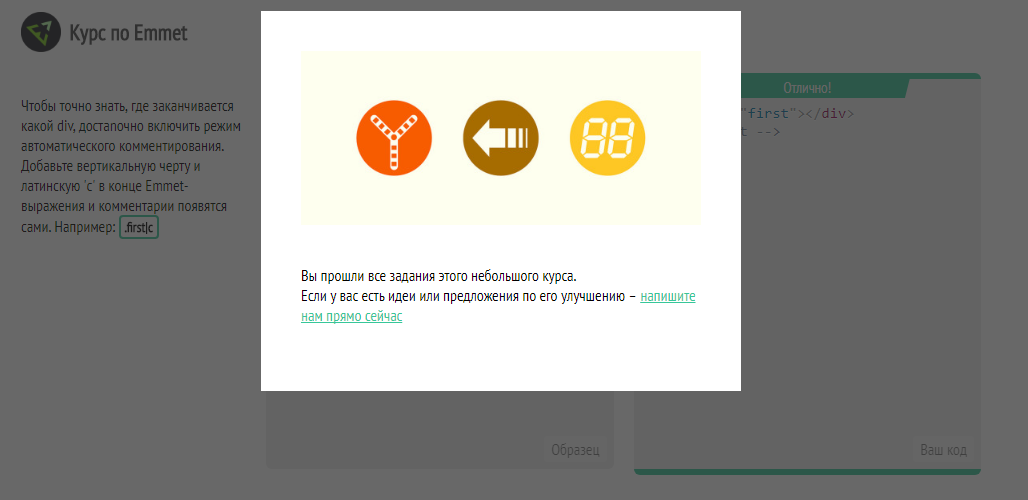 Курс по Emmet
Чтобы точно знать, где заканчивается
какой div, достапочно включить режим
автоматического комментирования.
Добавьте вертикальную черту и
латинскую 'c' в конце Emmet-
выражения и комментарии появятся
сами. Например: .first|c
88
Вы прошли все задания этого небольшого курса.
Если у вас есть идеи или предложения по его улучшению – напишите
нам прямо сейчас
Отлично!
"first"></div>
t -->
Образец
Ваш код